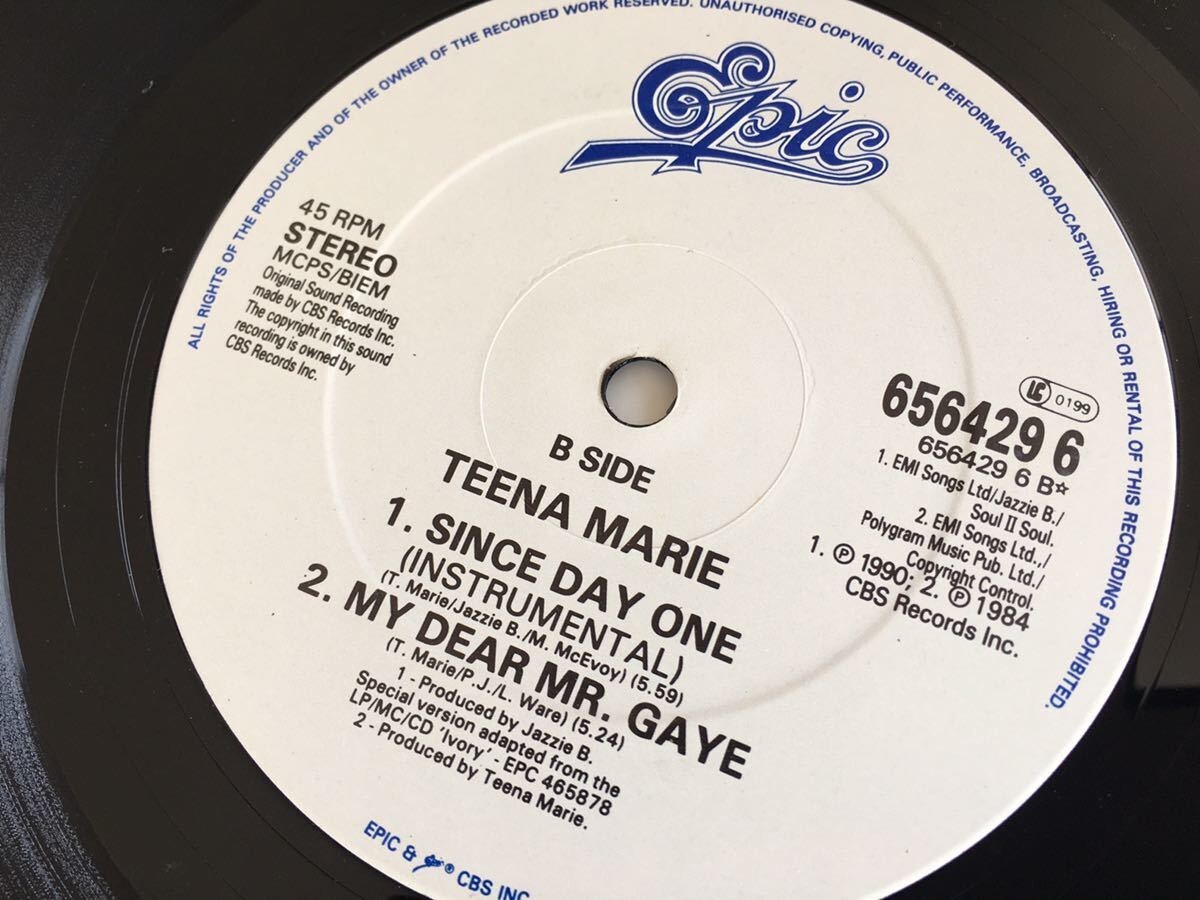 ALL RIGHTS OF THE PRODUCER AND OF THE OWNER OF THE RECORDED WORK RESERVED. UNAUTHORISED COPYING, PUBLIC PERFORMANCE, BROADCASTING, HIRING OR RENTAL OF THIS RECORDING PROHIBITED.
Epic
45 RPM
STEREO
MCPS/BIEM
Original Sound Recording
made by CBS Records Inc.
The copyright in this sound
recording is owned by
CBS Records Inc.
LC 0199
656429 6
656429 6 B☆
1. EMI Songs Ltd/Jazzie B./
Soul II Soul.
2. EMI Songs Ltd.,/
Polygram Music Pub. Ltd./
Copyright Control.
1. ℗ 1990; 2. ℗ 1984
CBS Records Inc.
B SIDE
TEENA MARIE
1. SINCE DAY ONE
(INSTRUMENTAL)
(T. Marie/Jazzie B./M. McEvoy) (5.59)
2. MY DEAR MR. GAYE
(T. Marie/P.J./L. Ware) (5.24)
1 - Produced by Jazzie B.
Special version adapted from the
LP/MC/CD 'Ivory' - EPC 465878
2 - Produced by Teena Marie.
EPIC & ® CBS INC.